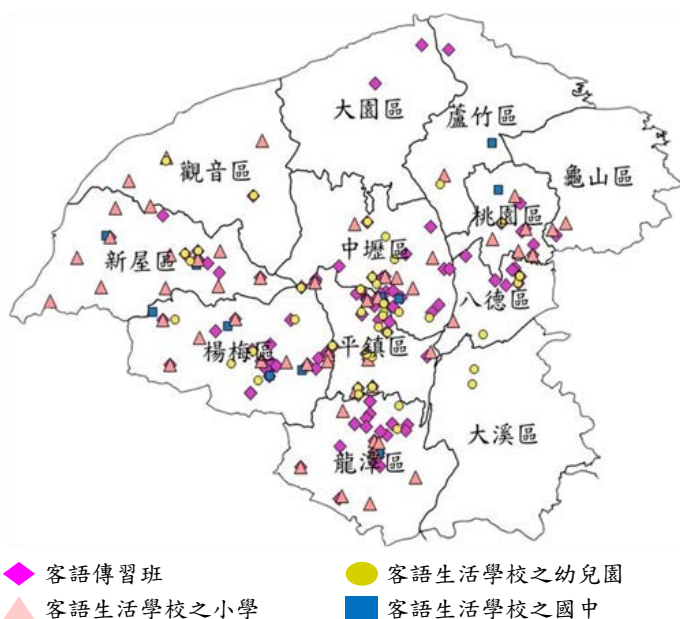 大園區
蘆竹區
觀音區
龜山區
桃園區
中壢區
新屋區
八德區
楊梅區
平鎮區
大溪區
龍潭區
客語傳習班
客語生活學校之幼兒園
客語生活學校之小學
客語生活學校之國中